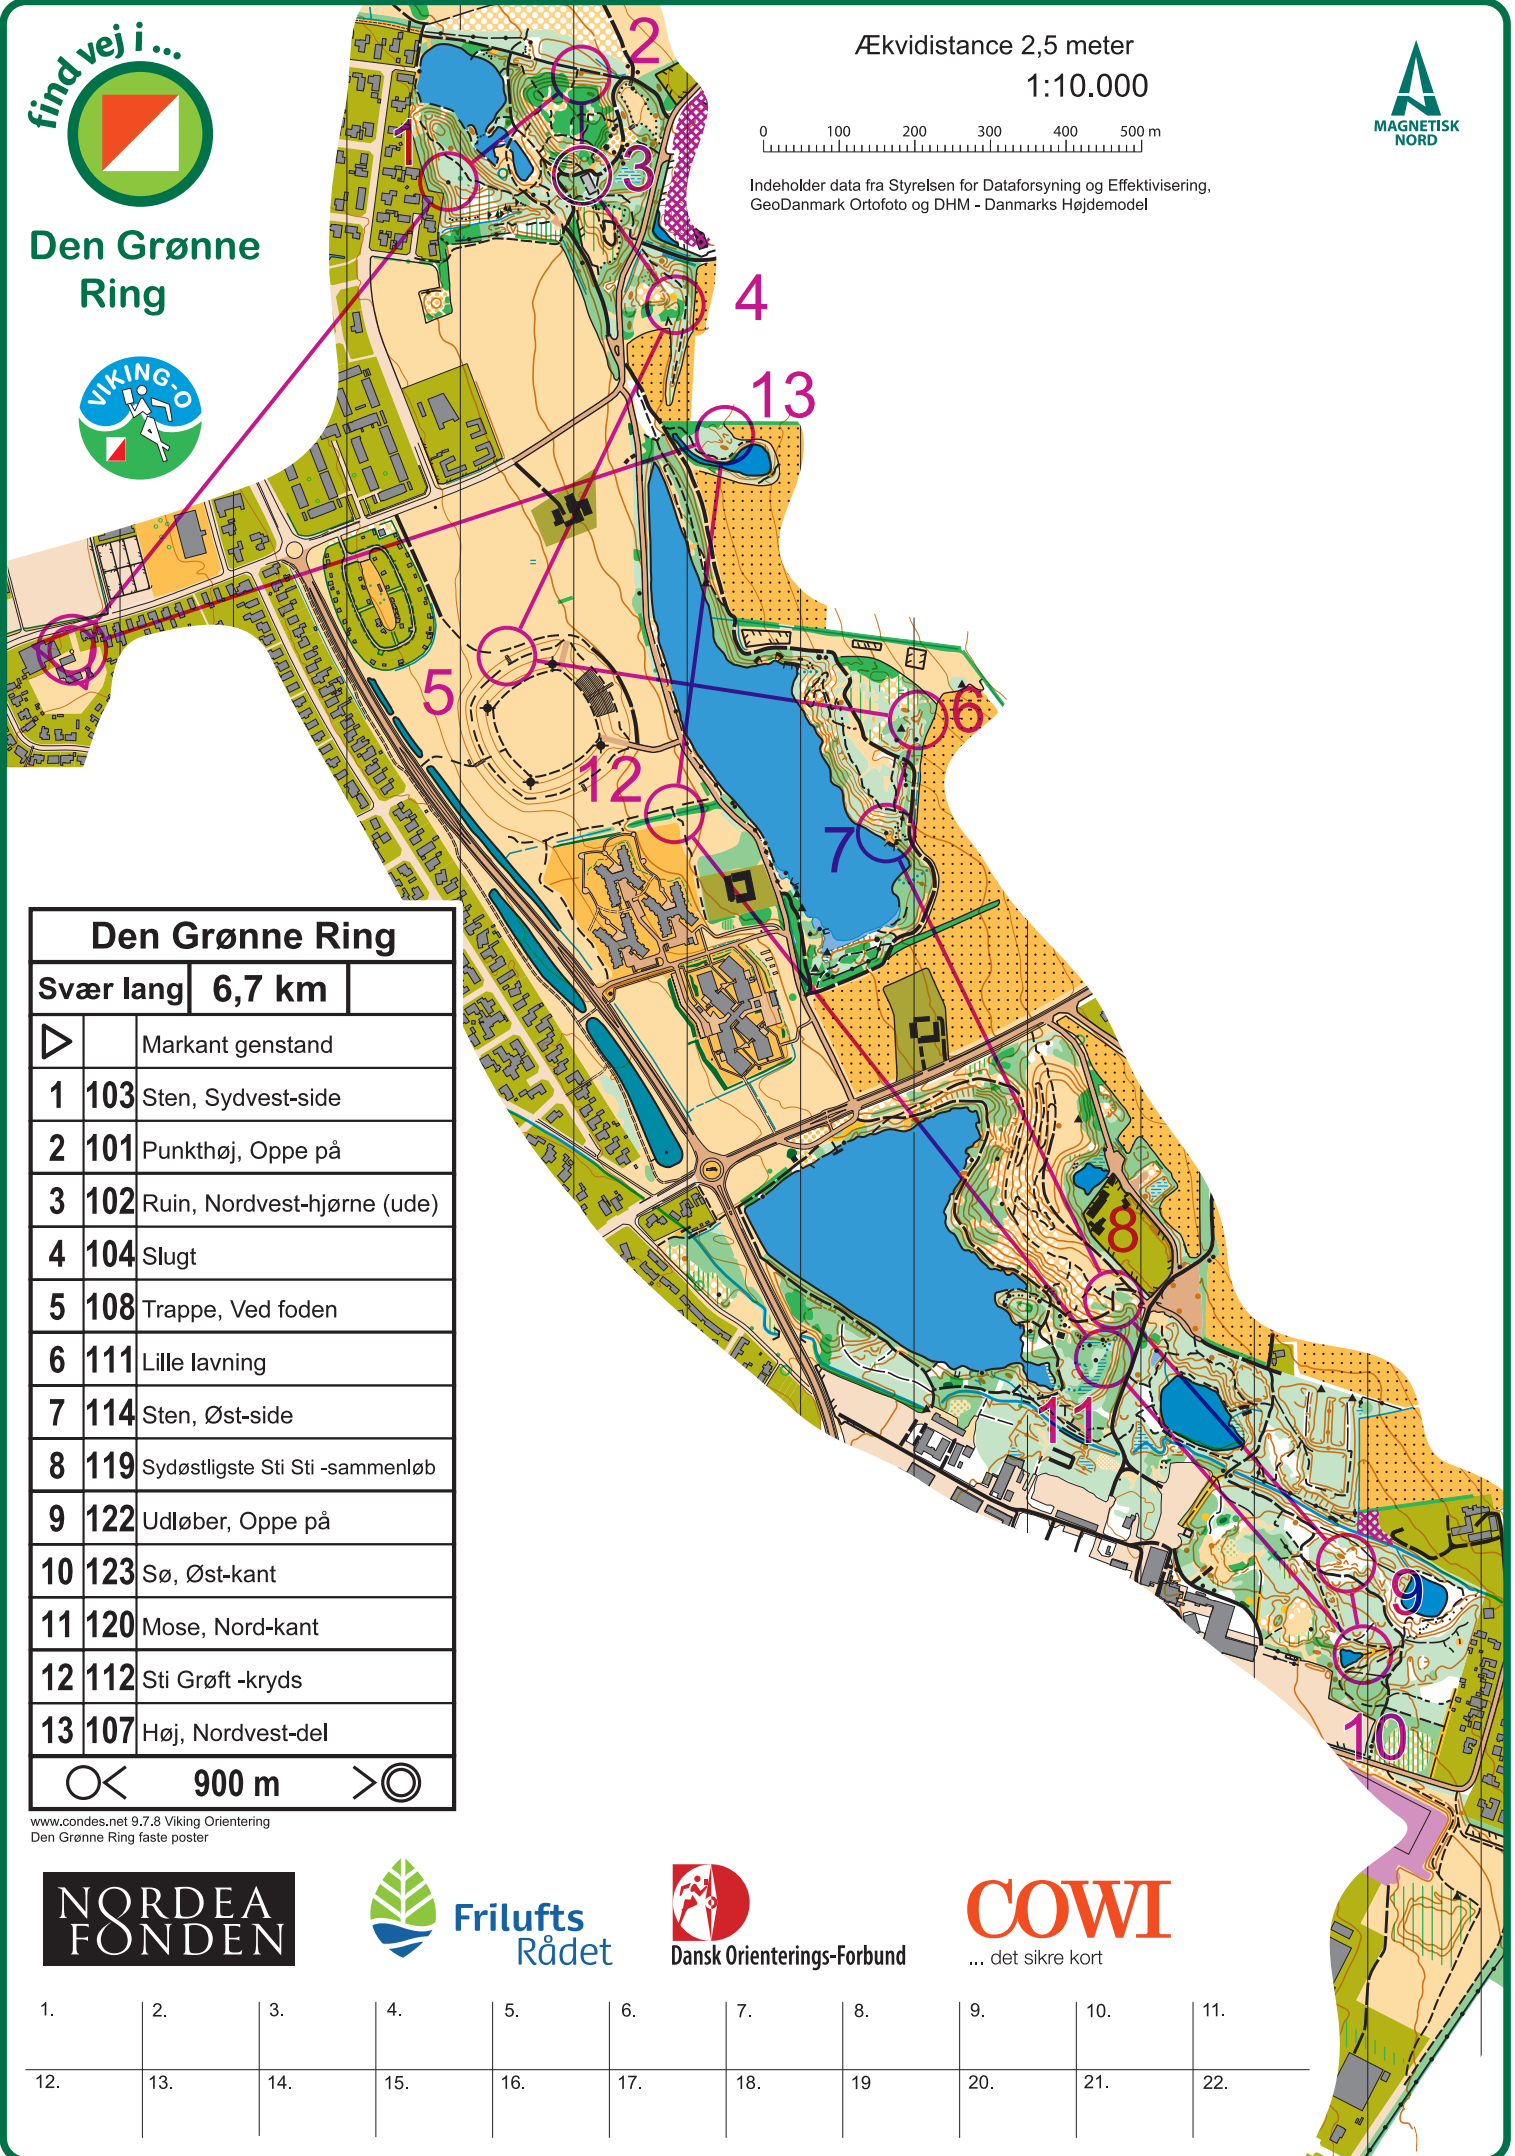 find vej i ...
Den Grønne
Ring
VIKING-O
Ækvidistance 2,5 meter
1:10.000
0 100 200 300 400 500 m
Indeholder data fra Styrelsen for Dataforsyning og Effektivisering,
GeoDanmark Ortofoto og DHM - Danmarks Højdemodel
MAGNETISK
NORD
2
1
3
4
13
5
6
12
7
8
11
9
10
Den Grønne Ring
Svær lang 6,7 km
Markant genstand
1 103 Sten, Sydvest-side
2 101 Punkthøj, Oppe på
3 102 Ruin, Nordvest-hjørne (ude)
4 104 Slugt
5 108 Trappe, Ved foden
6 111 Lille lavning
7 114 Sten, Øst-side
8 119 Sydøstligste Sti Sti -sammenløb
9 122 Udløber, Oppe på
10 123 Sø, Øst-kant
11 120 Mose, Nord-kant
12 112 Sti Grøft -kryds
13 107 Høj, Nordvest-del
900 m
www.condes.net 9.7.8 Viking Orientering
Den Grønne Ring faste poster
NORDEA
FONDEN
Frilufts
Rådet
Dansk Orienterings-Forbund
COWI
... det sikre kort
1. 2. 3. 4. 5. 6. 7. 8. 9. 10. 11.
12. 13. 14. 15. 16. 17. 18. 19 20. 21. 22.